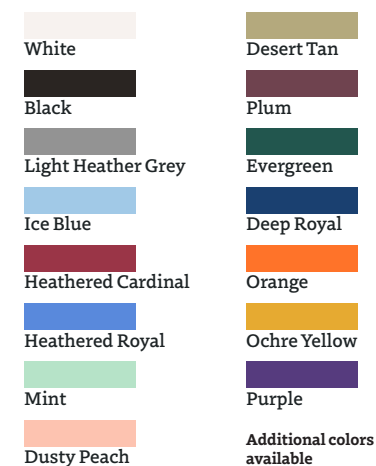 White
Black
Light Heather Grey
Ice Blue
Heathered Cardinal
Heathered Royal
Mint
Dusty Peach
Desert Tan
Plum
Evergreen
Deep Royal
Orange
Ochre Yellow
Purple
Additional colors
available